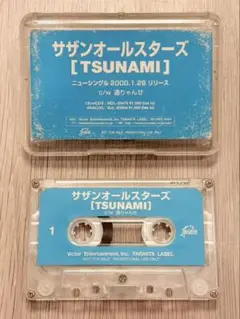 サザンオールスターズ
[TSUNAMI]
ニューシングル 2000.1.26 リリース
c/w 通りゃんせ
サザンオールスターズ
[TSUNAMI]
c/w 通りゃんせ
1
Victor Entertainment, Inc. TAISHITA LABEL